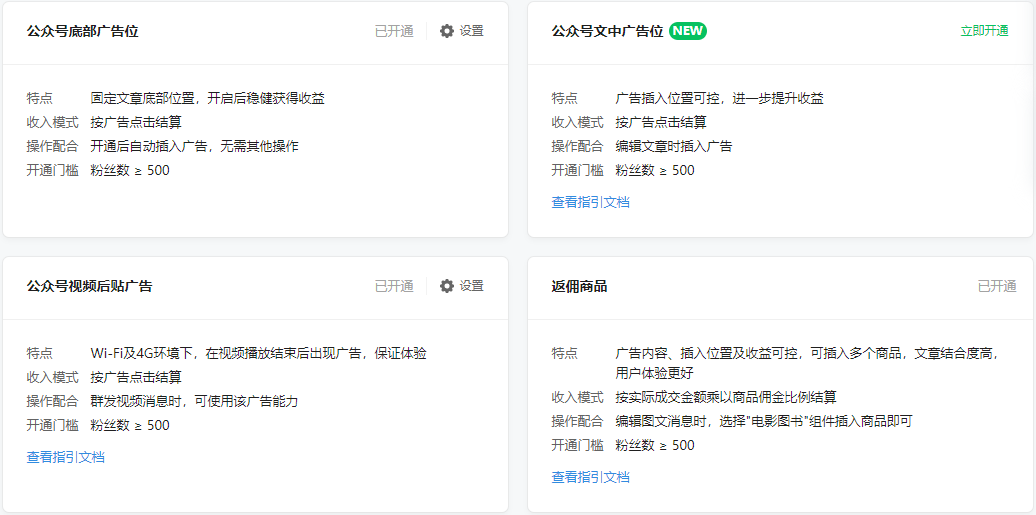 公众号底部广告位 已开通 设置
特点 固定文章底部位置，开启后稳健获得收益
收入模式 按广告点击结算
操作配合 开通后自动插入广告，无需其他操作
开通门槛 粉丝数 ≥ 500
公众号文中广告位 NEW 立即开通
特点 广告插入位置可控，进一步提升收益
收入模式 按广告点击结算
操作配合 编辑文章时插入广告
开通门槛 粉丝数 ≥ 500
查看指引文档
公众号视频后贴广告 已开通 设置
特点 Wi-Fi及4G环境下，在视频播放结束后出现广告，保证体验
收入模式 按广告点击结算
操作配合 群发视频消息时，可使用该广告能力
开通门槛 粉丝数 ≥ 500
查看指引文档
返佣商品 已开通
特点 广告内容、插入位置及收益可控，可插入多个商品，文章结合度高，
用户体验更好
收入模式 按实际成交金额乘以商品佣金比例结算
操作配合 编辑图文消息时，选择"电影图书"组件插入商品即可
开通门槛 粉丝数 ≥ 500
查看指引文档